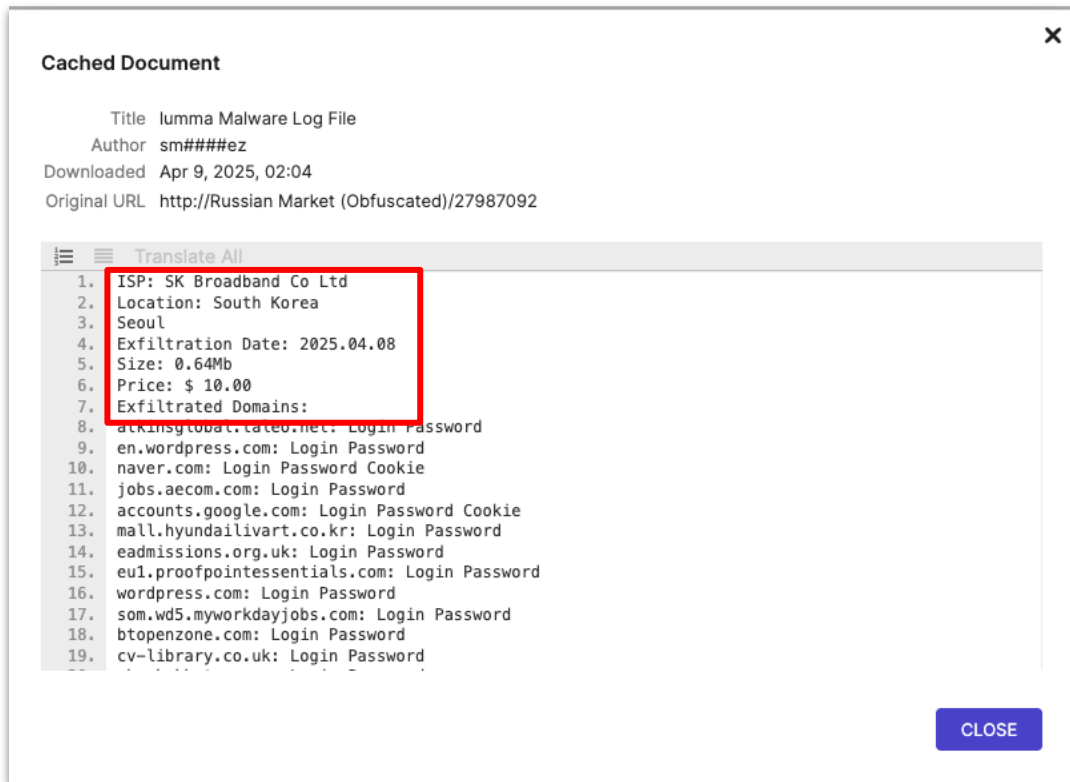 Cached Document
Title lumma Malware Log File
Author sm####ez
Downloaded Apr 9, 2025, 02:04
Original URL http://Russian Market (Obfuscated)/27987092
Translate All
1. ISP: SK Broadband Co Ltd
2. Location: South Korea
3. Seoul
4. Exfiltration Date: 2025.04.08
5. Size: 0.64Mb
6. Price: $ 10.00
7. Exfiltrated Domains:
8. atkinsglobal.taleo.net: Login Password
9. en.wordpress.com: Login Password
10. naver.com: Login Password Cookie
11. jobs.aecom.com: Login Password
12. accounts.google.com: Login Password Cookie
13. mall.hyundailivart.co.kr: Login Password
14. eadmissions.org.uk: Login Password
15. eu1.proofpointessentials.com: Login Password
16. wordpress.com: Login Password
17. som.wd5.myworkdayjobs.com: Login Password
18. btopenzone.com: Login Password
19. cv-library.co.uk: Login Password
CLOSE